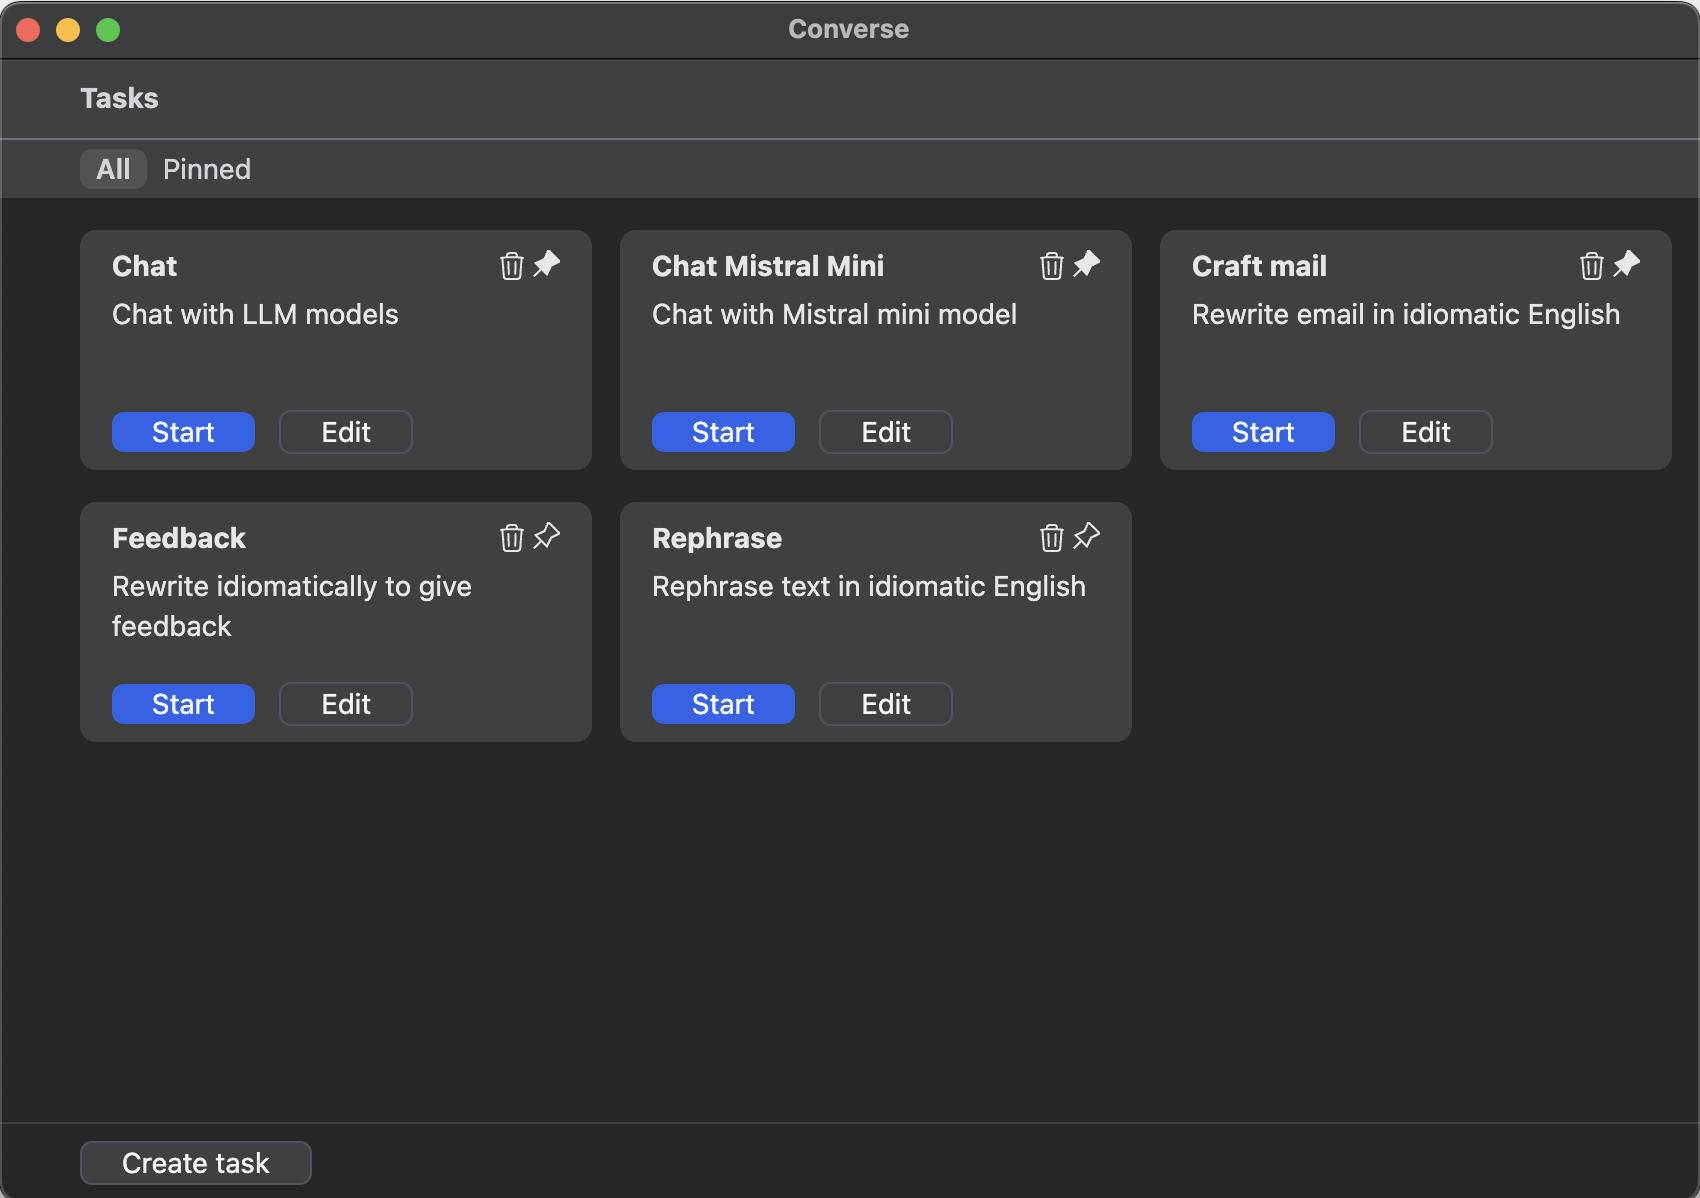 Converse
Tasks
All Pinned
Chat
Chat with LLM models
Start Edit
Chat Mistral Mini
Chat with Mistral mini model
Start Edit
Craft mail
Rewrite email in idiomatic English
Start Edit
Feedback
Rewrite idiomatically to give
feedback
Start Edit
Rephrase
Rephrase text in idiomatic English
Start Edit
Create task